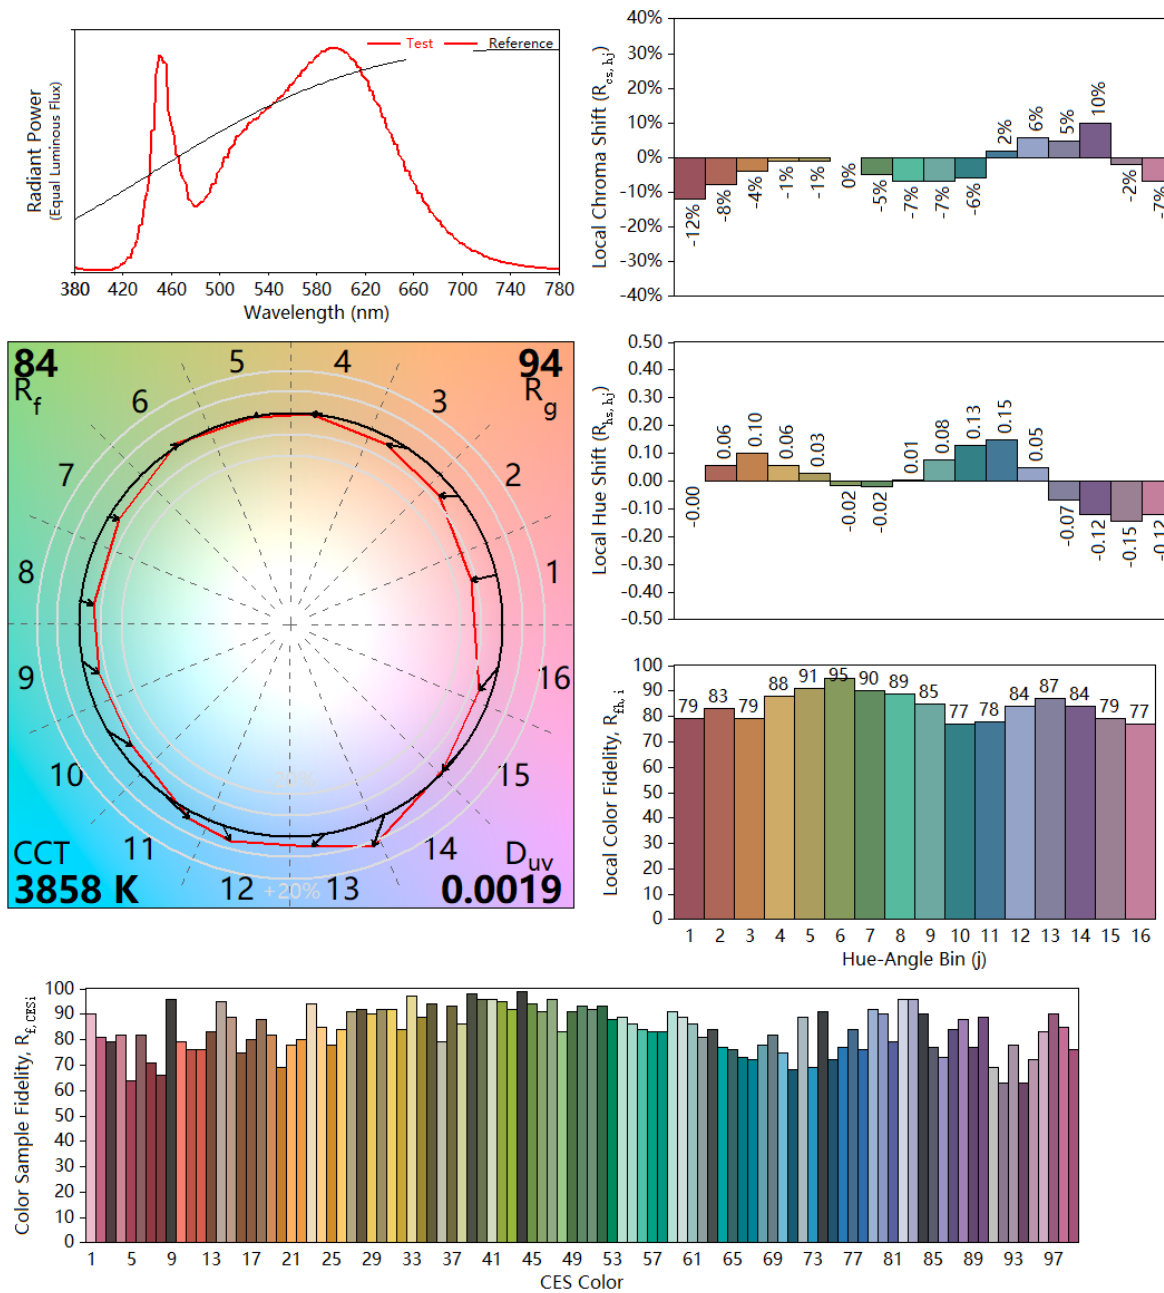 Radiant Power
(Equal Luminous Flux)
Test
Reference
380 420 460 500 540 580 620 660 700 740 780
Wavelength (nm)
Local Chroma Shift (Rcs,hj)
40%
30%
20%
10%
0%
-10%
-20%
-30%
-40%
-12% -8% -4% -1% -1% 0% -5% -7% -7% -6% 2% 6% 5% 10% -2% -7%
84
Rf
94
Rg
5 4
6 3
7 2
8 1
9 16
10 15
11 14
12 13
-20%
+20%
CCT
3858 K
Duv
0.0019
Local Hue Shift (Rhs,hj)
0.50
0.40
0.30
0.20
0.10
0.00
-0.10
-0.20
-0.30
-0.40
-0.50
-0.00 0.06 0.10 0.06 0.03 -0.02 -0.02 0.01 0.08 0.13 0.15 0.05 -0.07 -0.12 -0.15 -0.12
Local Color Fidelity, Rfh,i
100
90
80
70
60
50
40
30
20
10
0
79 83 79 88 91 95 90 89 85 77 78 84 87 84 79 77
1 2 3 4 5 6 7 8 9 10 11 12 13 14 15 16
Hue-Angle Bin (j)
Color Sample Fidelity, Rf,CESi
100
90
80
70
60
50
40
30
20
10
0
1 5 9 13 17 21 25 29 33 37 41 45 49 53 57 61 65 69 73 77 81 85 89 93 97
CES Color